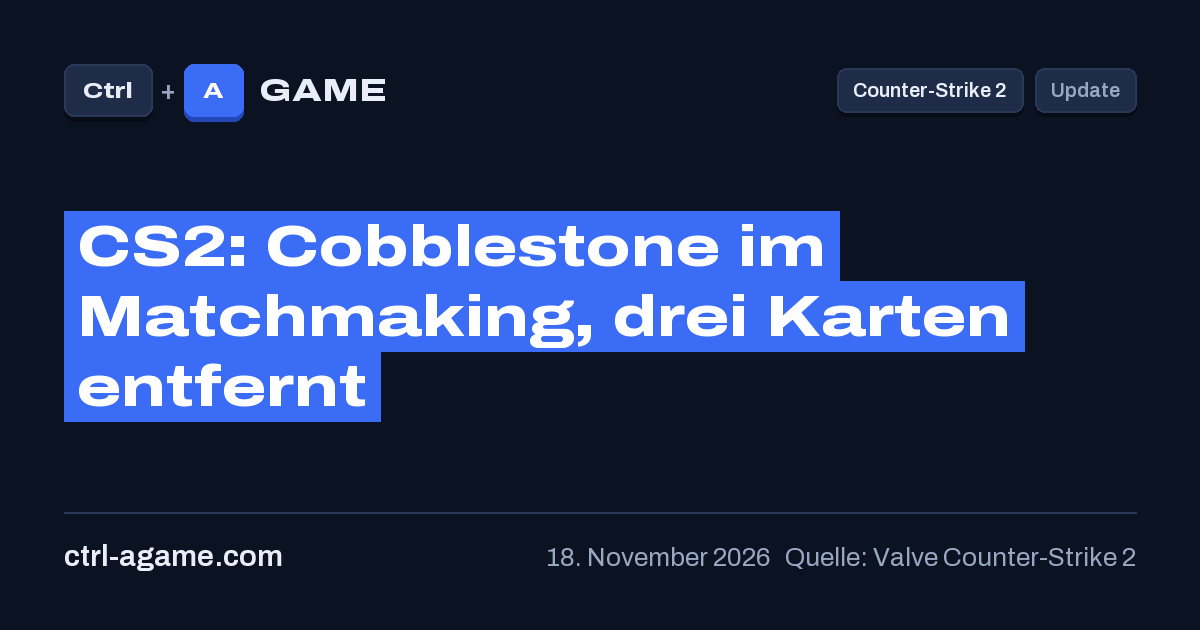 Ctrl + A GAME
Counter-Strike 2 Update
CS2: Cobblestone im
Matchmaking, drei Karten
entfernt
ctrl-agame.com
18. November 2026 Quelle: Valve Counter-Strike 2